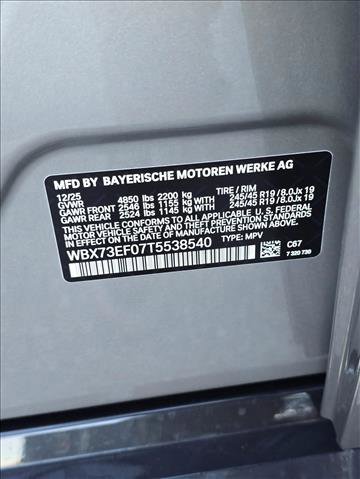 MFD BY BAYERISCHE MOTOREN WERKE AG
12/25 TIRE / RIM
GVWR 4850 lbs 2200 kg
GAWR FRONT 2546 lbs 1155 kg WITH 245/45 R19 / 8.0Jx 19
GAWR REAR 2524 lbs 1145 kg WITH 245/45 R19 / 8.0Jx 19
THIS VEHICLE CONFORMS TO ALL APPLICABLE U.S. FEDERAL
MOTOR VEHICLE SAFETY AND THEFT PREVENTION STANDARDS
IN EFFECT ON THE DATE OF MANUFACTURE SHOWN ABOVE.
WBX73EF07T5538540 TYPE: MPV
C67
7 320 739